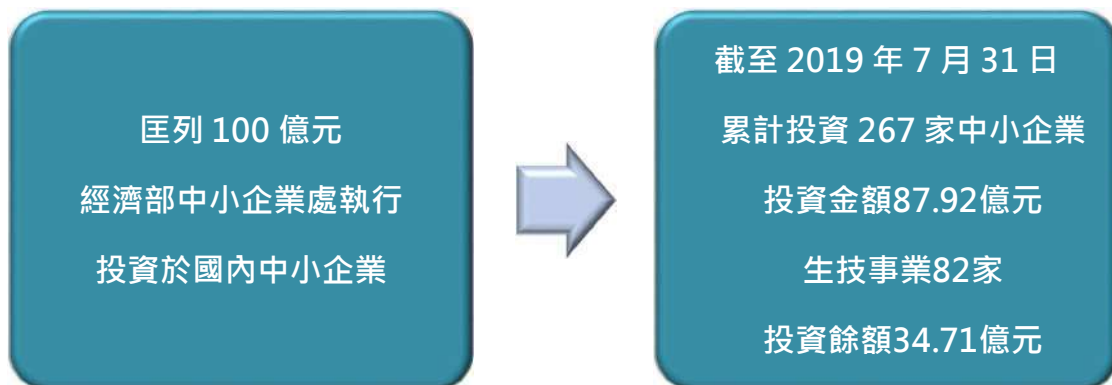 匡列 100 億元
經濟部中小企業處執行
投資於國內中小企業
截至 2019 年 7 月 31 日
累計投資 267 家中小企業
投資金額87.92億元
生技事業82家
投資餘額34.71億元